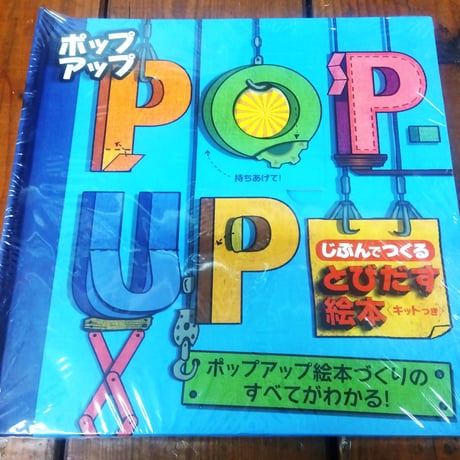 ポップ
アップ
POP
持ちあげて!
UP
じぶんでつくる
とびだす
絵本〈キットつき〉
ポップアップ絵本づくりの
すべてがわかる!